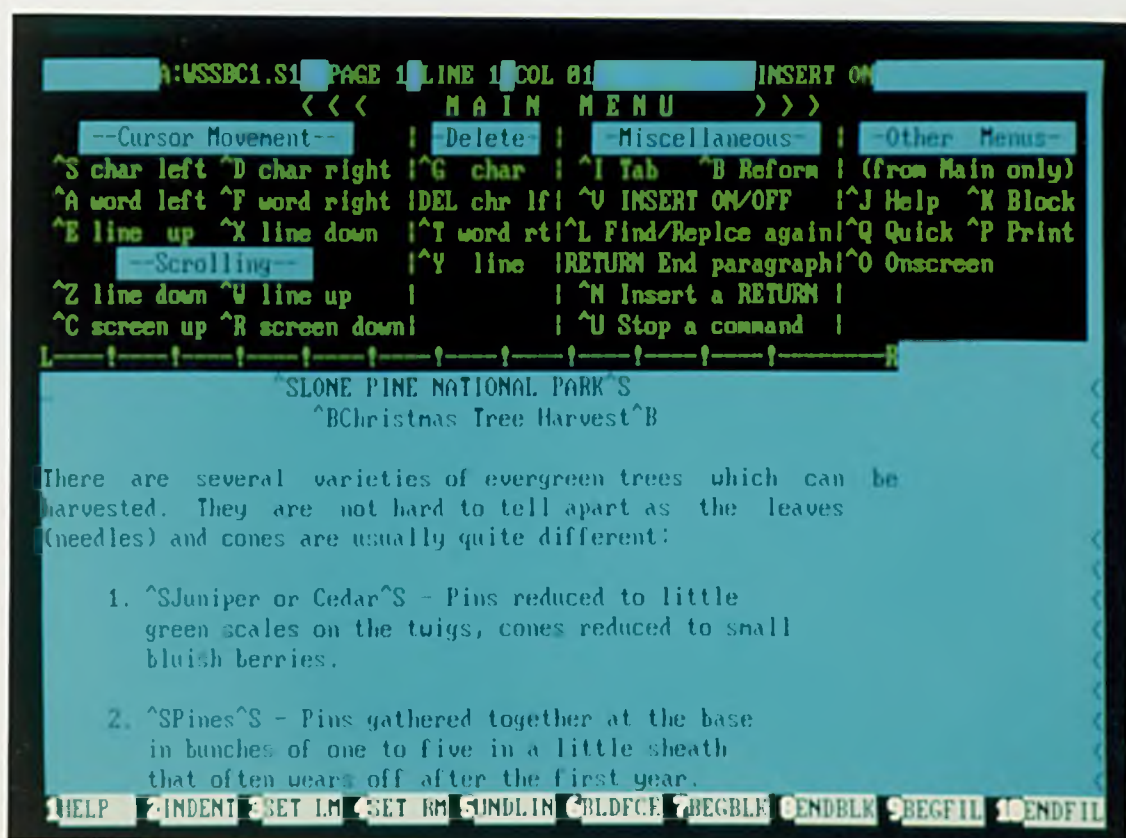 A:WSSBC1.S1 PAGE 1 LINE 1 COL 01 INSERT ON
< < < M A I N M E N U > > >
--Cursor Movement-- | -Delete- | -Miscellaneous- | -Other Menus-
^S char left ^D char right |^G char | ^I Tab ^B Reform | (from Main only)
^A word left ^F word right |DEL chr lf| ^V INSERT ON/OFF |^J Help ^K Block
^E line up ^X line down |^T word rt|^L Find/Replce again|^Q Quick ^P Print
--Scrolling-- |^Y line |RETURN End paragraph|^O Onscreen
^Z line down ^W line up | | ^N Insert a RETURN |
^C screen up ^R screen down| | ^U Stop a command |
L----!----!----!----!----!----!----!----!----!----!----!--------R
^SLONE PINE NATIONAL PARK^S <
^BChristmas Tree Harvest^B <
<
There are several varieties of evergreen trees which can be
harvested. They are not hard to tell apart as the leaves
(needles) and cones are usually quite different: <
<
1. ^SJuniper or Cedar^S - Pins reduced to little <
green scales on the twigs, cones reduced to small <
bluish berries. <
<
2. ^SPines^S - Pins gathered together at the base <
in bunches of one to five in a little sheath <
that often wears off after the first year. <
1HELP 2INDENT 3SET LM 4SET RM 5UNDLIN 6BLDFCE 7BEGBLK 8ENDBLK 9BEGFIL 10ENDFIL